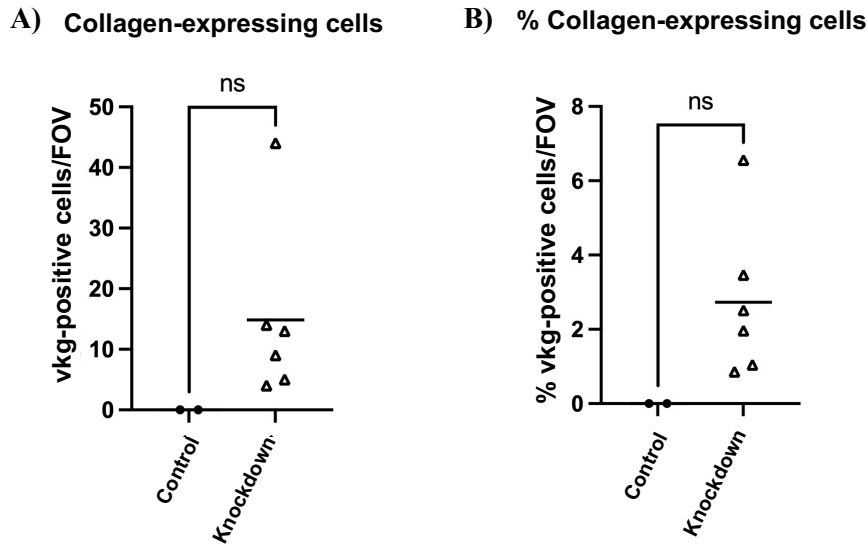 A) Collagen-expressing cells
ns
vkg-positive cells/FOV
50
40
30
20
10
0
Control
Knockdown
B) % Collagen-expressing cells
ns
% vkg-positive cells/FOV
8
6
4
2
0
Control
Knockdown